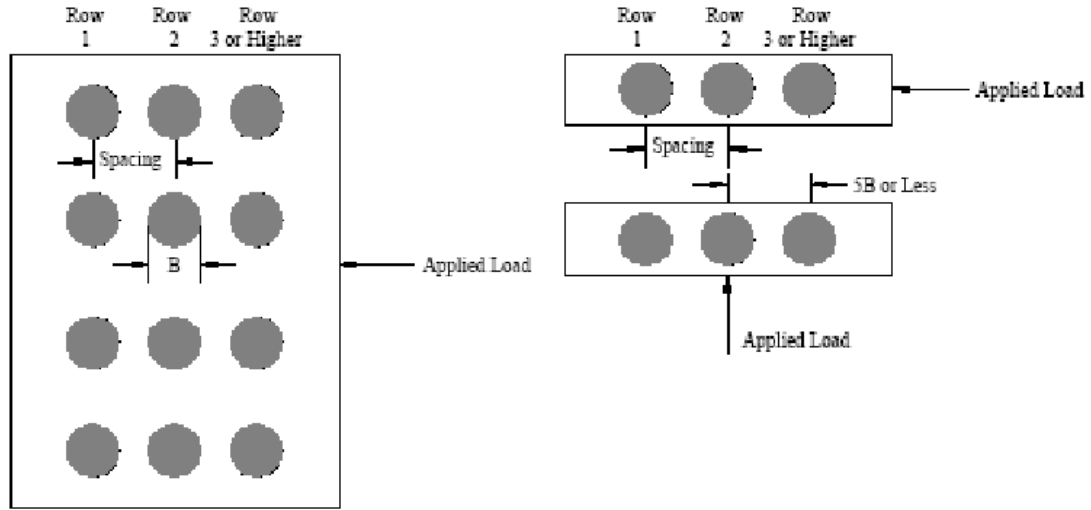 Row Row Row
1 2 3 or Higher
Spacing
B
Applied Load
Row Row Row
1 2 3 or Higher
Applied Load
Spacing
5B or Less
Applied Load